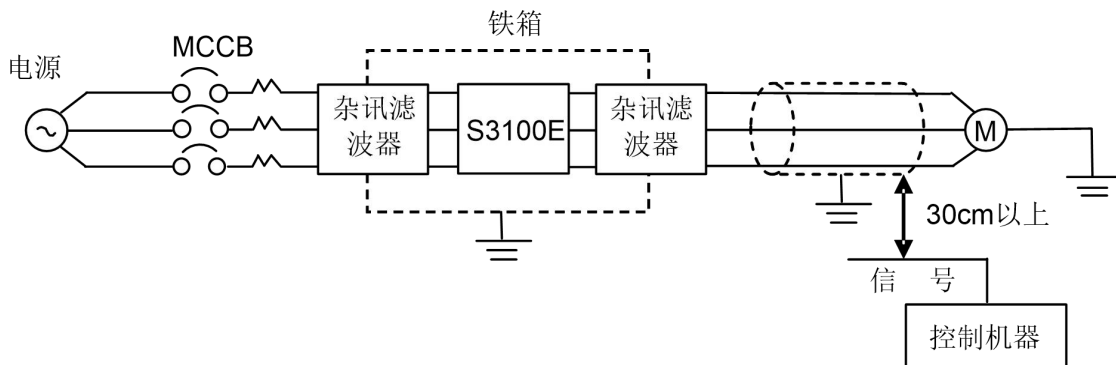 铁箱
MCCB
电源
杂讯滤
波器
S3100E
杂讯滤
波器
M
30cm以上
信 号
控制机器